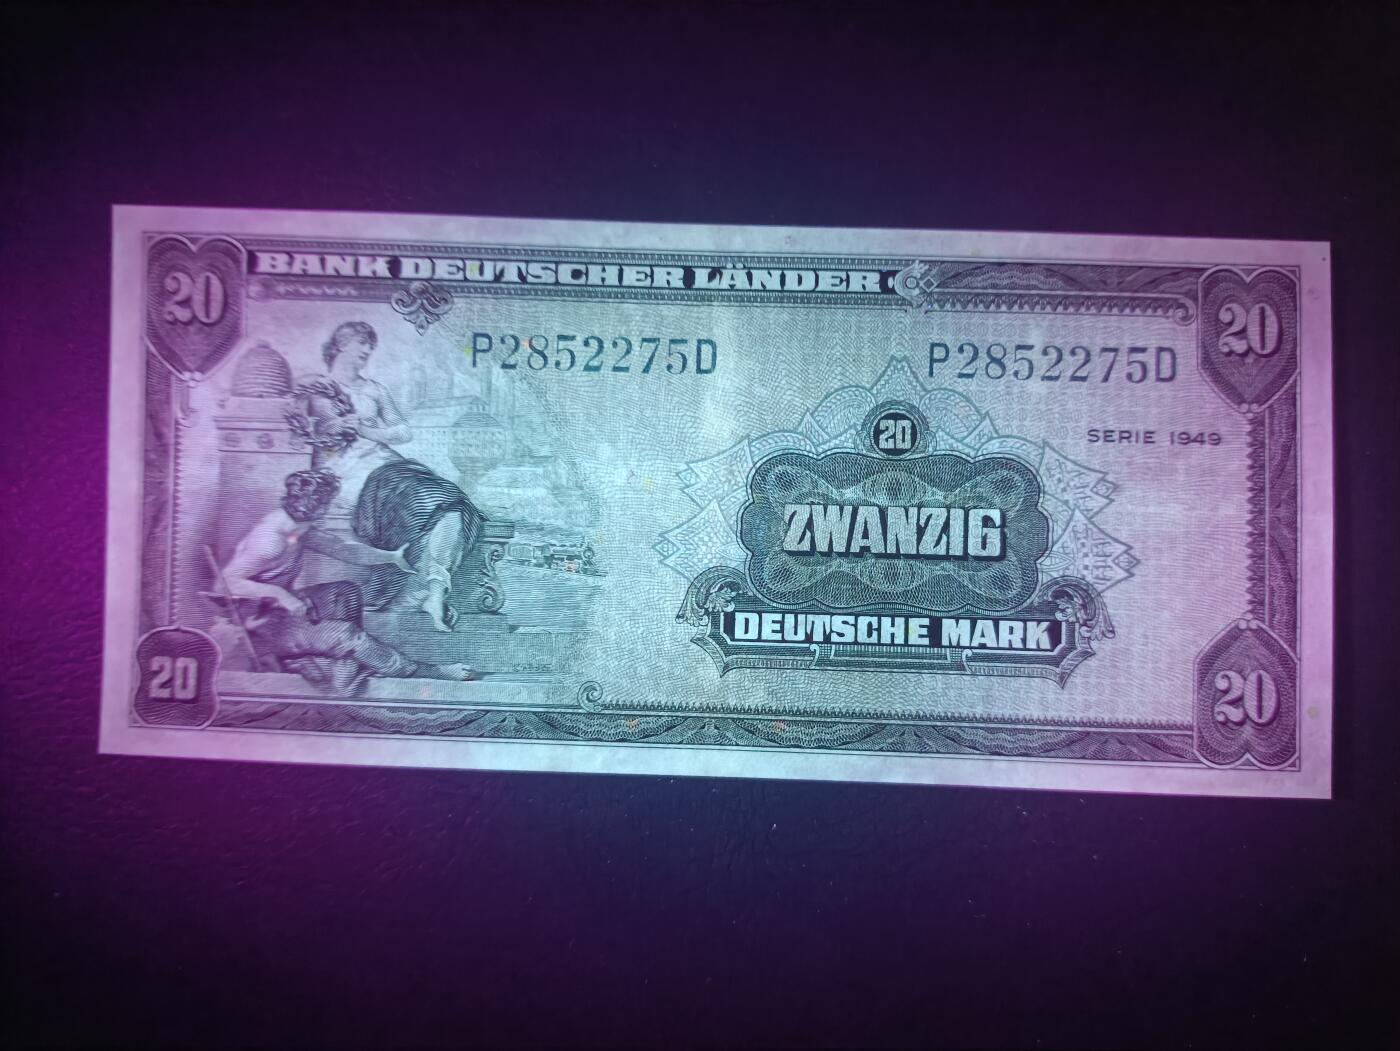 BANK DEUTSCHER LÄNDER
20
20
P2852275D
P2852275D
SERIE 1949
20
ZWANZIG
DEUTSCHE MARK
20
20